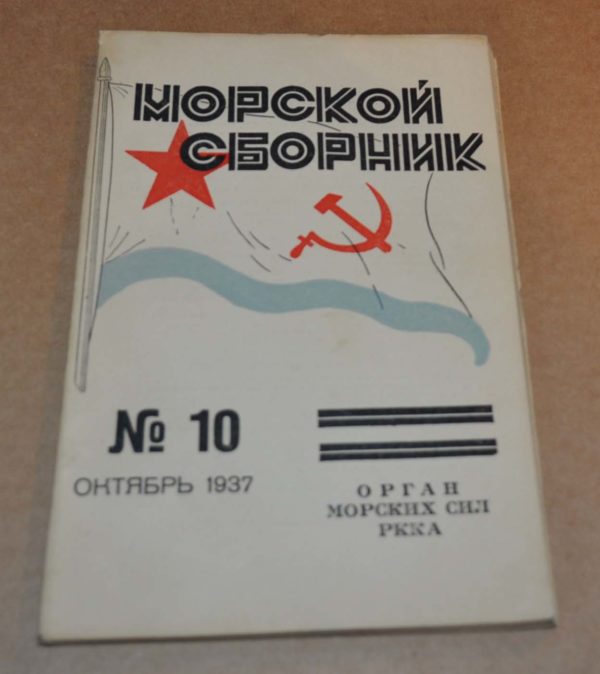 МОРСКОЙ
СБОРНИК
№ 10
ОКТЯБРЬ 1937
ОРГАН
МОРСКИХ СИЛ
РККА